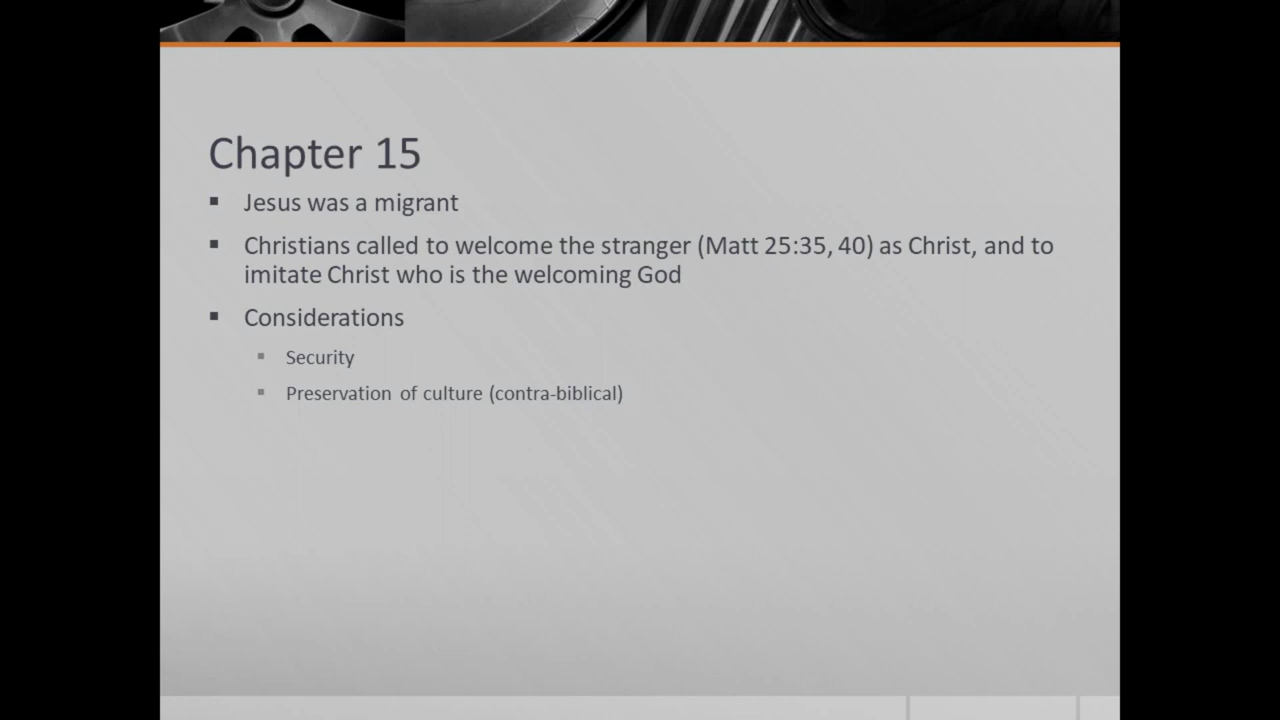 Chapter 15
▪ Jesus was a migrant
▪ Christians called to welcome the stranger (Matt 25:35, 40) as Christ, and to
imitate Christ who is the welcoming God
▪ Considerations
▪ Security
▪ Preservation of culture (contra-biblical)